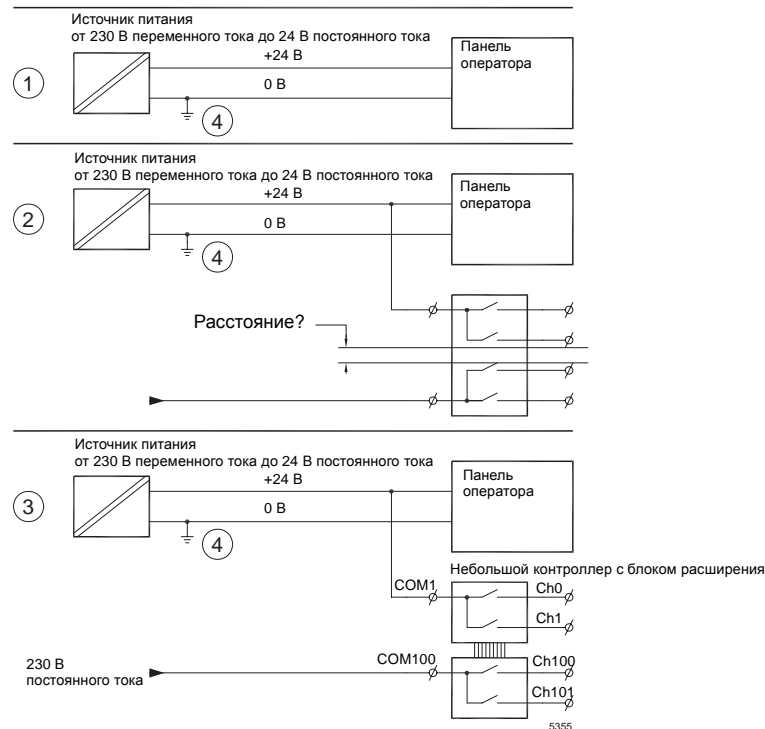 Источник питания
от 230 В переменного тока до 24 В постоянного тока
+24 В
0 В
Панель
оператора
1
4
Источник питания
от 230 В переменного тока до 24 В постоянного тока
+24 В
0 В
Панель
оператора
2
4
Расстояние?
Источник питания
от 230 В переменного тока до 24 В постоянного тока
+24 В
0 В
Панель
оператора
3
4
Небольшой контроллер с блоком расширения
COM1
Ch0
Ch1
COM100
Ch100
Ch101
230 В
постоянного тока
5355